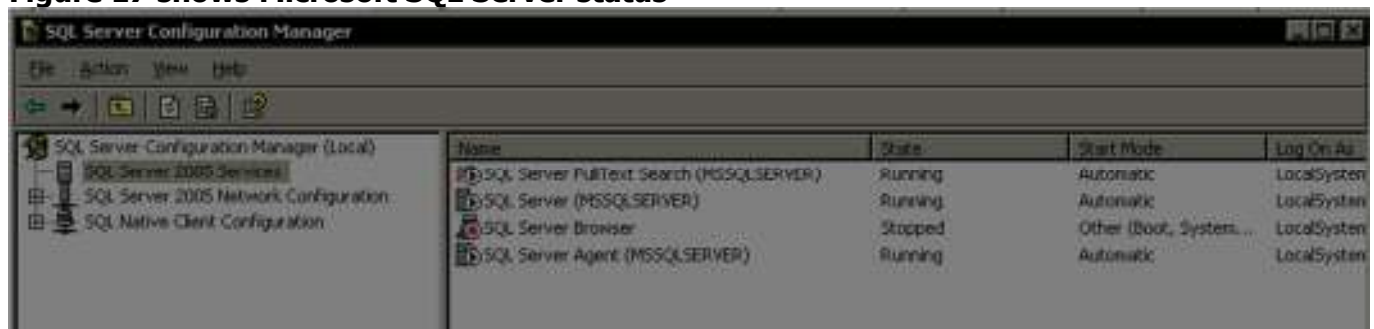 Figure 17 shows Microsoft SQL Server status
SQL Server Configuration Manager
File Action View Help
SQL Server Configuration Manager (Local)
SQL Server 2005 Services
SQL Server 2005 Network Configuration
SQL Native Client Configuration
Name State Start Mode Log On As
SQL Server FullText Search (MSSQLSERVER) Running Automatic LocalSystem
SQL Server (MSSQLSERVER) Running Automatic LocalSystem
SQL Server Browser Stopped Other (Boot, System, ... LocalSystem
SQL Server Agent (MSSQLSERVER) Running Automatic LocalSystem